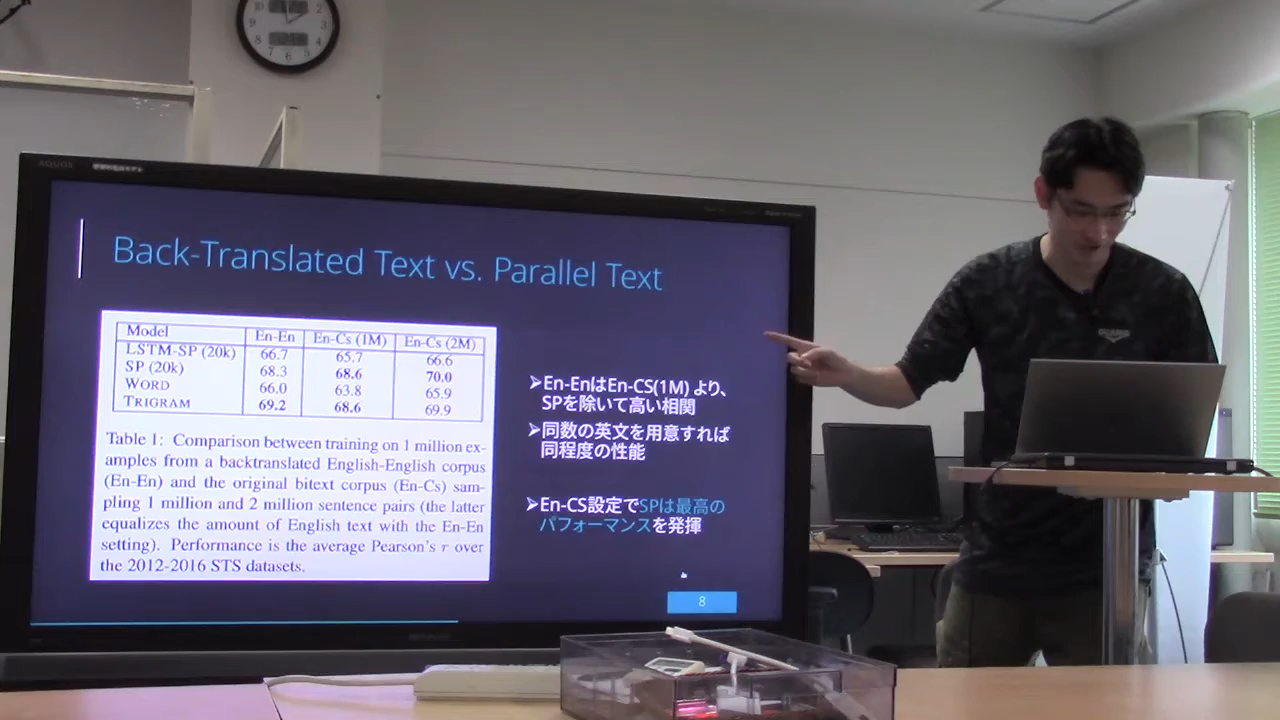 AQUOS
Back-Translated Text vs. Parallel Text
Model En-En En-Cs (1M) En-Cs (2M)
LSTM-SP (20k) 66.7 65.7 66.6
SP (20k) 68.3 68.6 70.0
WORD 66.0 63.8 65.9
TRIGRAM 69.2 68.6 69.9
Table 1: Comparison between training on 1 million ex-
amples from a backtranslated English-English corpus
(En-En) and the original bitext corpus (En-Cs) sam-
pling 1 million and 2 million sentence pairs (the latter
equalizes the amount of English text with the En-En
setting). Performance is the average Pearson's r over
the 2012-2016 STS datasets.
➢En-EnはEn-CS(1M) より、
SPを除いて高い相関
➢同数の英文を用意すれば
同程度の性能
➢En-CS設定でSPは最高の
パフォーマンスを発揮
8